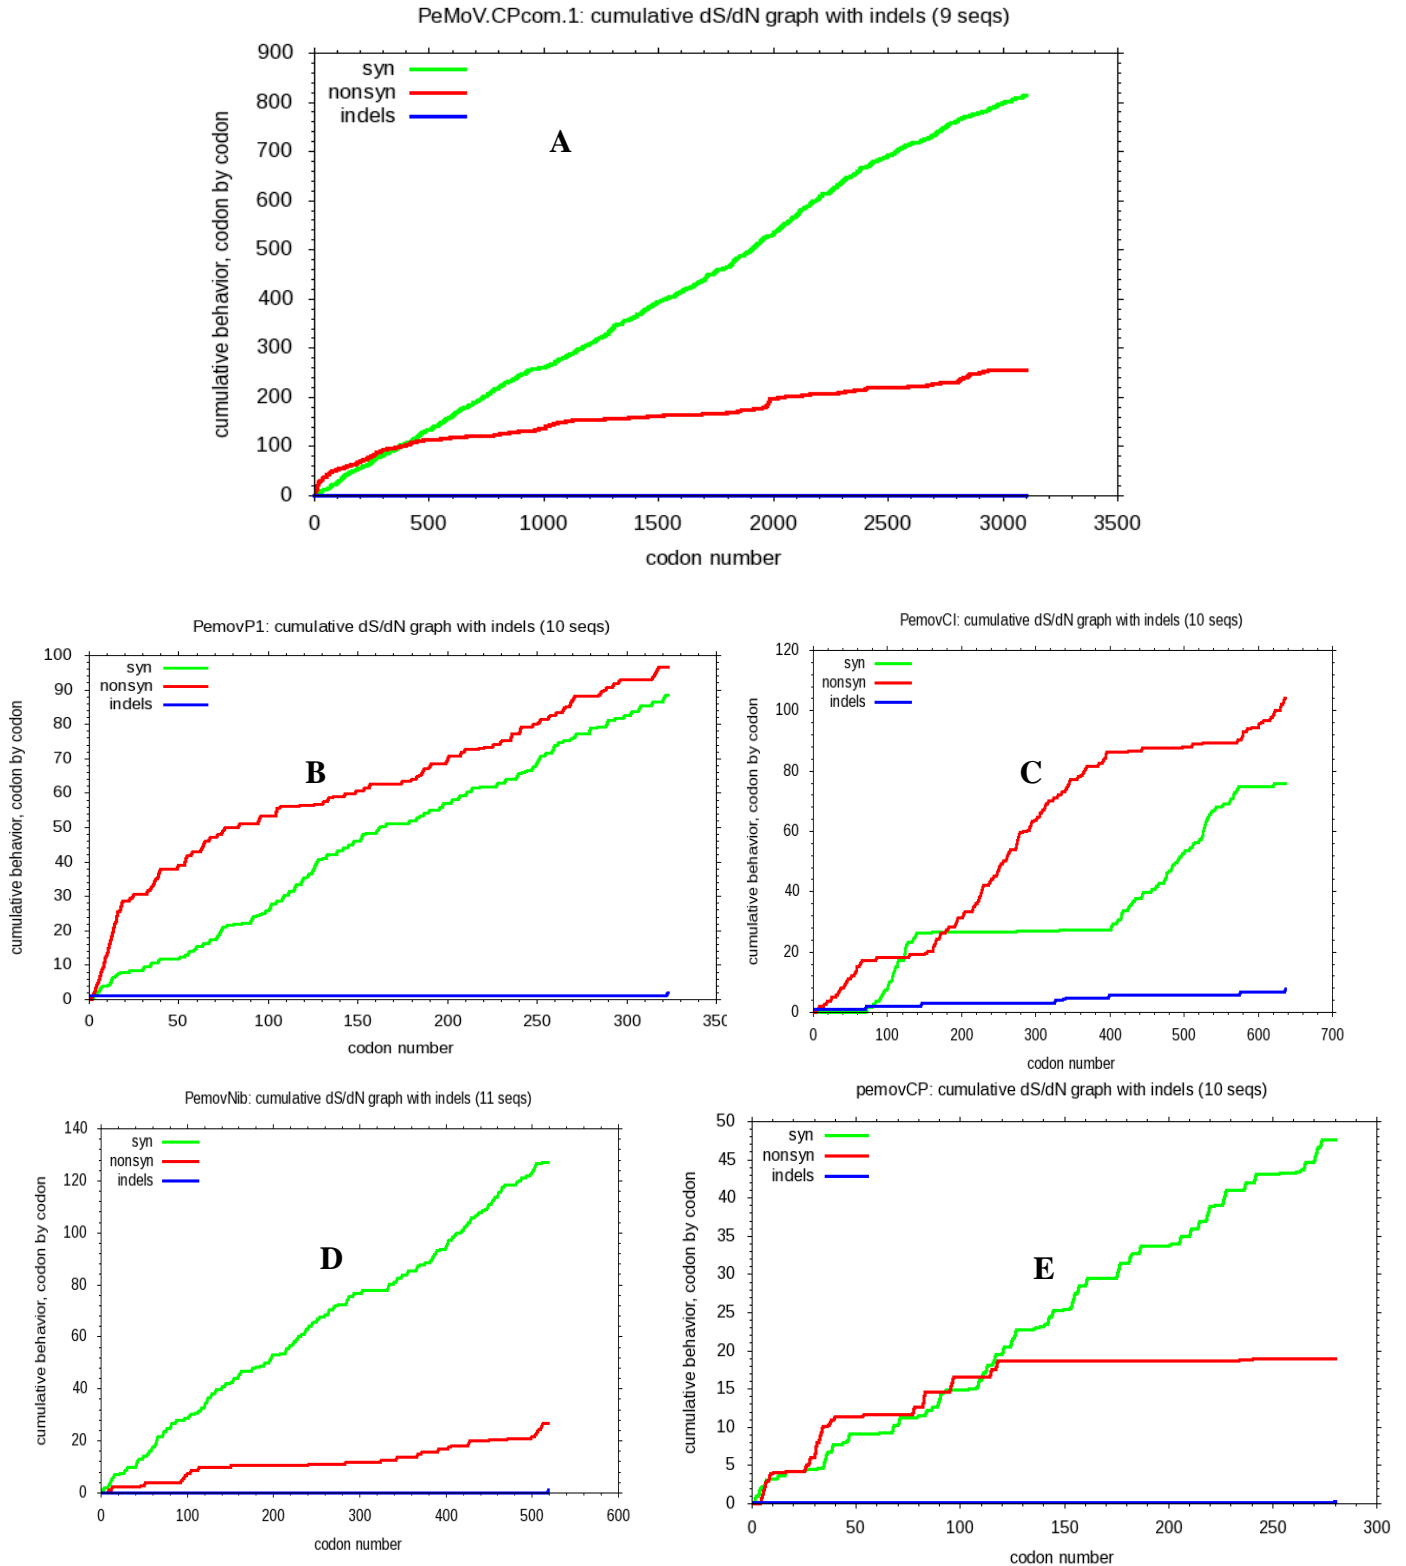 PeMoV.CPcom.1: cumulative dS/dN graph with indels (9 seqs)
cumulative behavior, codon by codon
900
800
700
600
500
400
300
200
100
0
syn
nonsyn
indels
A
0 500 1000 1500 2000 2500 3000 3500
codon number
PemovP1: cumulative dS/dN graph with indels (10 seqs)
cumulative behavior, codon by codon
100
90
80
70
60
50
40
30
20
10
0
syn
nonsyn
indels
B
0 50 100 150 200 250 300 350
codon number
PemovCI: cumulative dS/dN graph with indels (10 seqs)
cumulative behavior, codon by codon
120
100
80
60
40
20
0
syn
nonsyn
indels
C
0 100 200 300 400 500 600 700
codon number
PemovNib: cumulative dS/dN graph with indels (11 seqs)
cumulative behavior, codon by codon
140
120
100
80
60
40
20
0
syn
nonsyn
indels
D
0 100 200 300 400 500 600
codon number
pemovCP: cumulative dS/dN graph with indels (10 seqs)
cumulative behavior, codon by codon
50
45
40
35
30
25
20
15
10
5
0
syn
nonsyn
indels
E
0 50 100 150 200 250 300
codon number